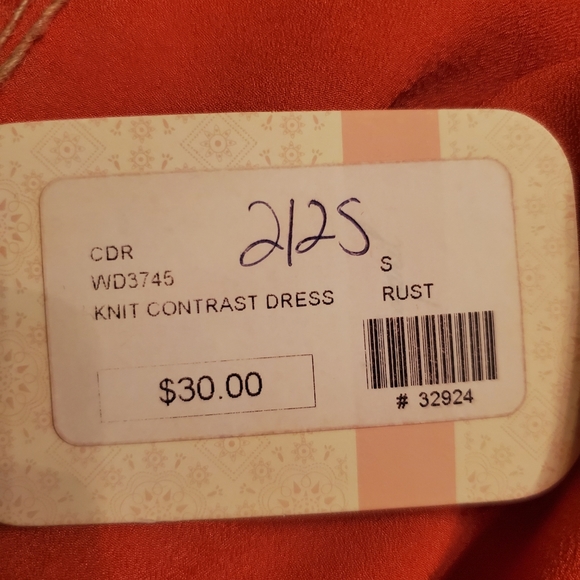 2125
CDR
WD3745
KNIT CONTRAST DRESS
S
RUST
$30.00
# 32924